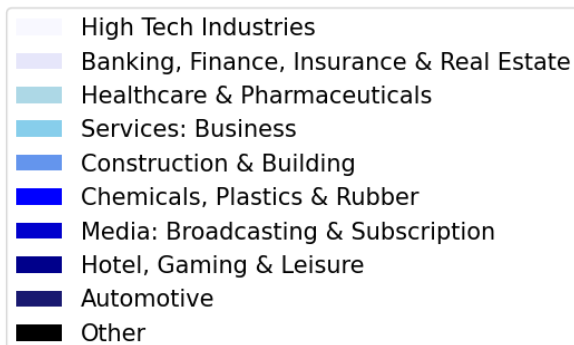 High Tech Industries
Banking, Finance, Insurance & Real Estate
Healthcare & Pharmaceuticals
Services: Business
Construction & Building
Chemicals, Plastics & Rubber
Media: Broadcasting & Subscription
Hotel, Gaming & Leisure
Automotive
Other